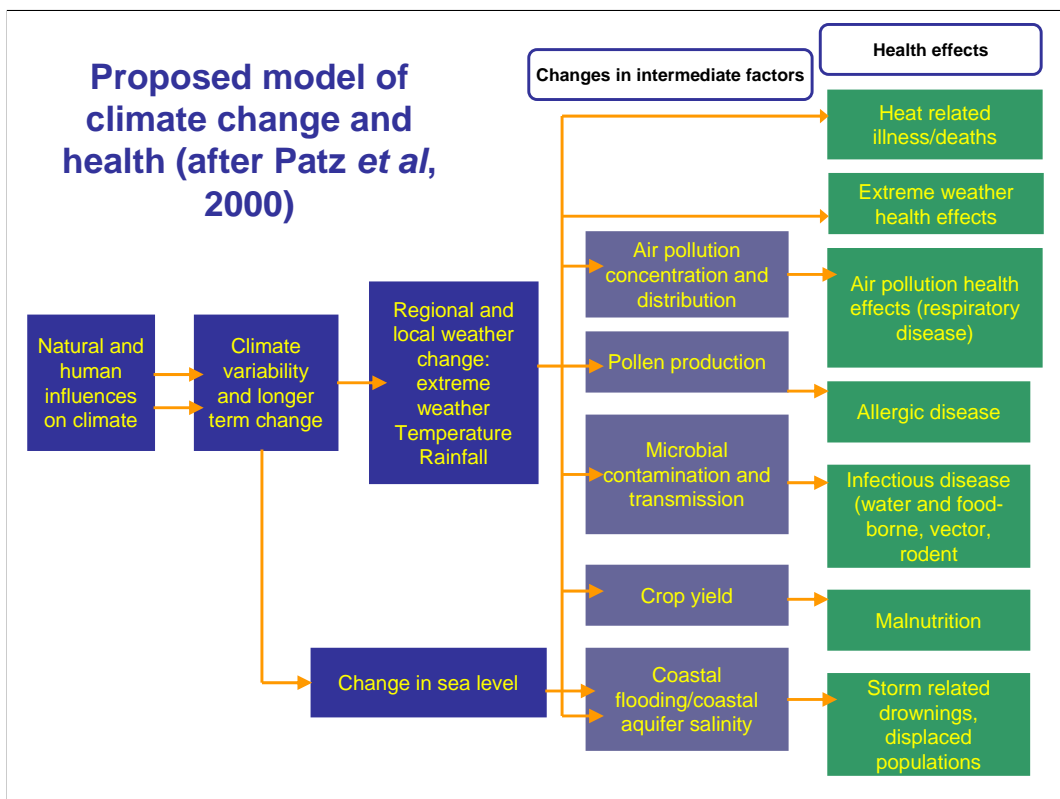 Proposed model of
climate change and
health (after Patz et al,
2000)
Changes in intermediate factors
Health effects
Natural and
human
influences
on climate
Climate
variability
and longer
term change
Regional and
local weather
change:
extreme
weather
Temperature
Rainfall
Change in sea level
Air pollution
concentration and
distribution
Pollen production
Microbial
contamination and
transmission
Crop yield
Coastal
flooding/coastal
aquifer salinity
Heat related
illness/deaths
Extreme weather
health effects
Air pollution health
effects (respiratory
disease)
Allergic disease
Infectious disease
(water and food-
borne, vector,
rodent
Malnutrition
Storm related
drownings,
displaced
populations